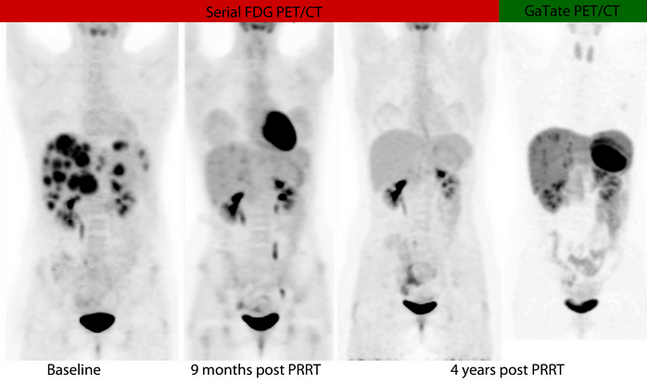 Serial FDG PET/CT
GaTate PET/CT
Baseline
9 months post PRRT
4 years post PRRT